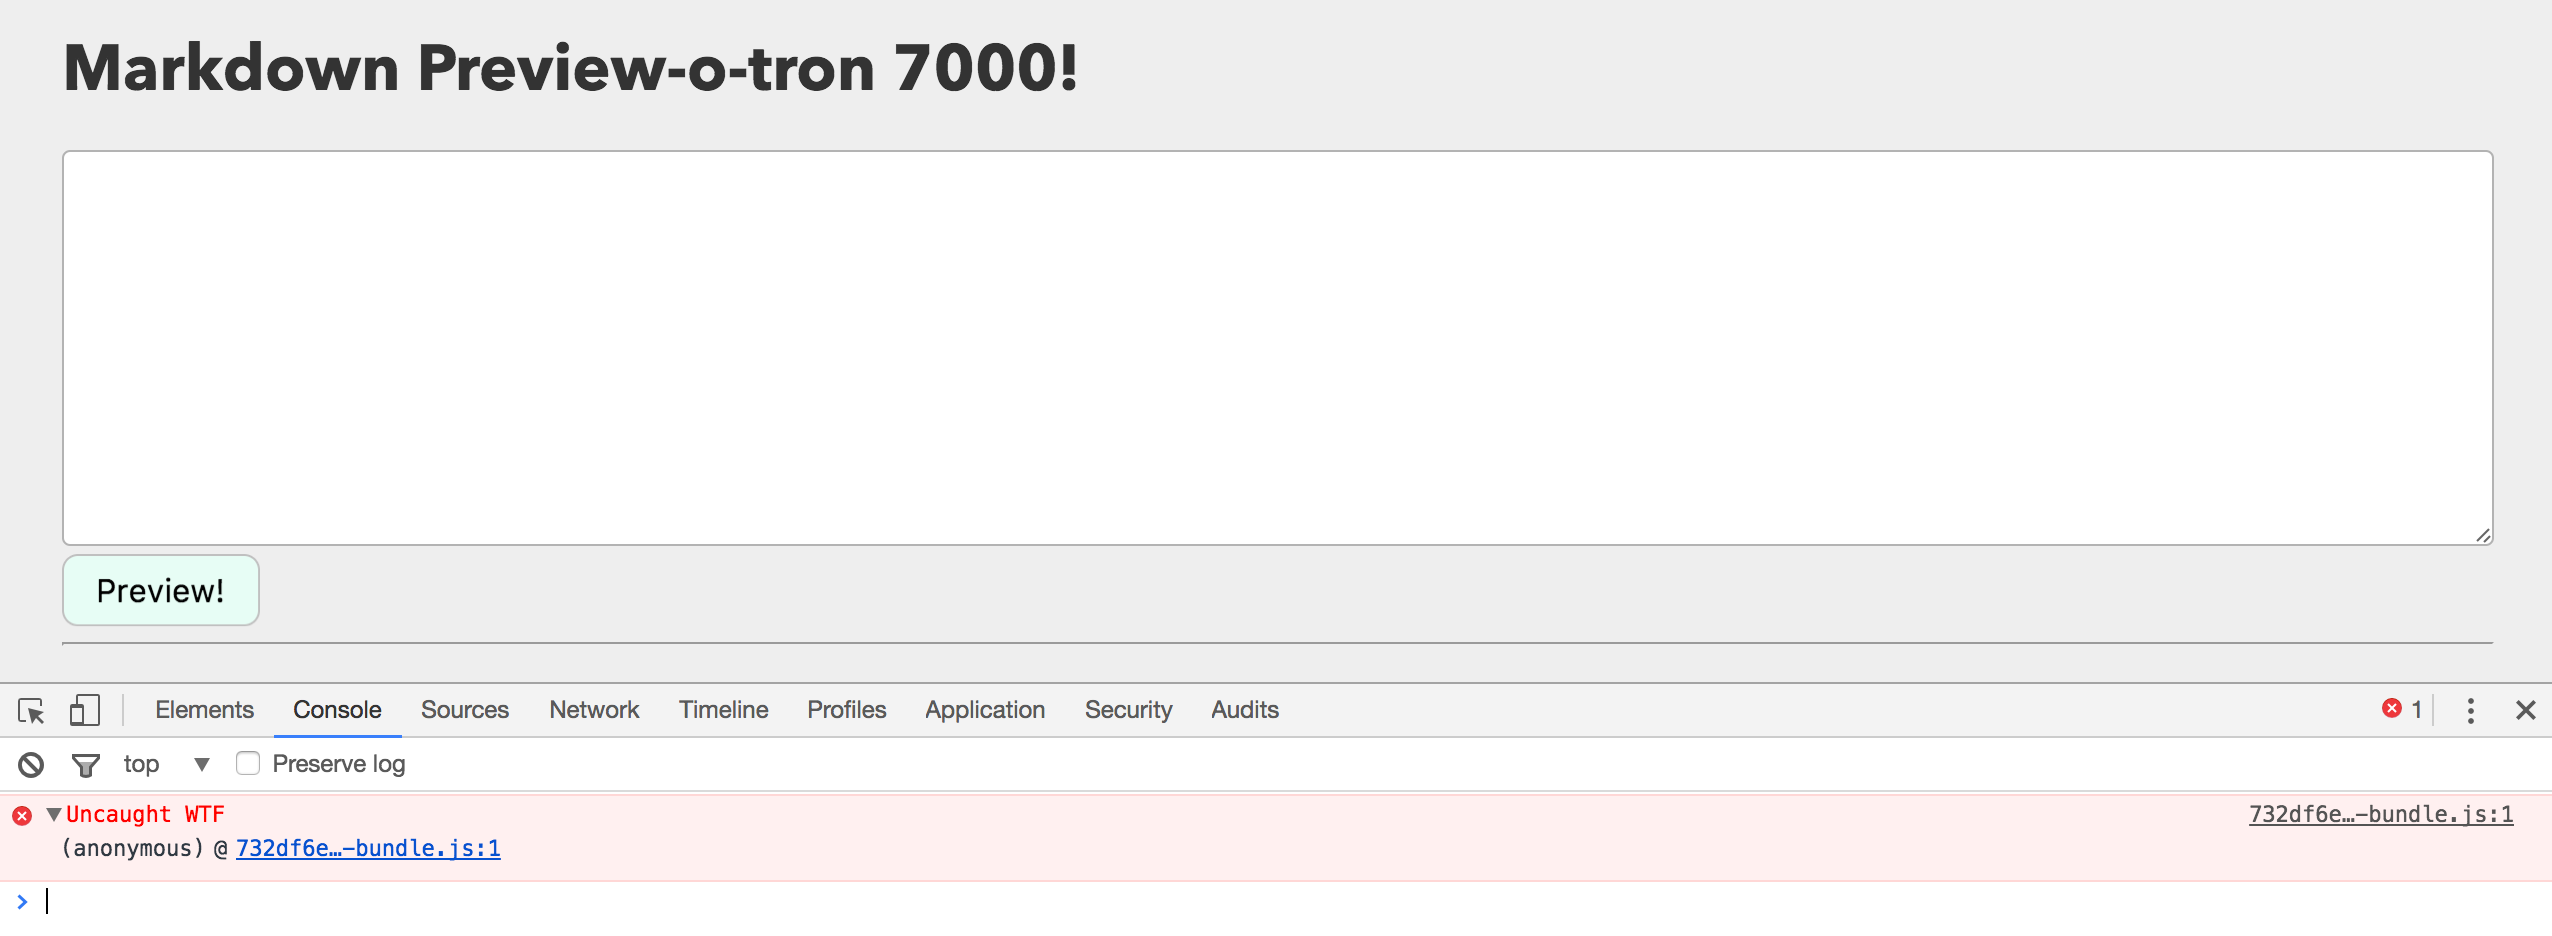 Markdown Preview-o-tron 7000!
Preview!
Elements Console Sources Network Timeline Profiles Application Security Audits 1
top Preserve log
Uncaught WTF 732df6e…-bundle.js:1
(anonymous) @ 732df6e…-bundle.js:1